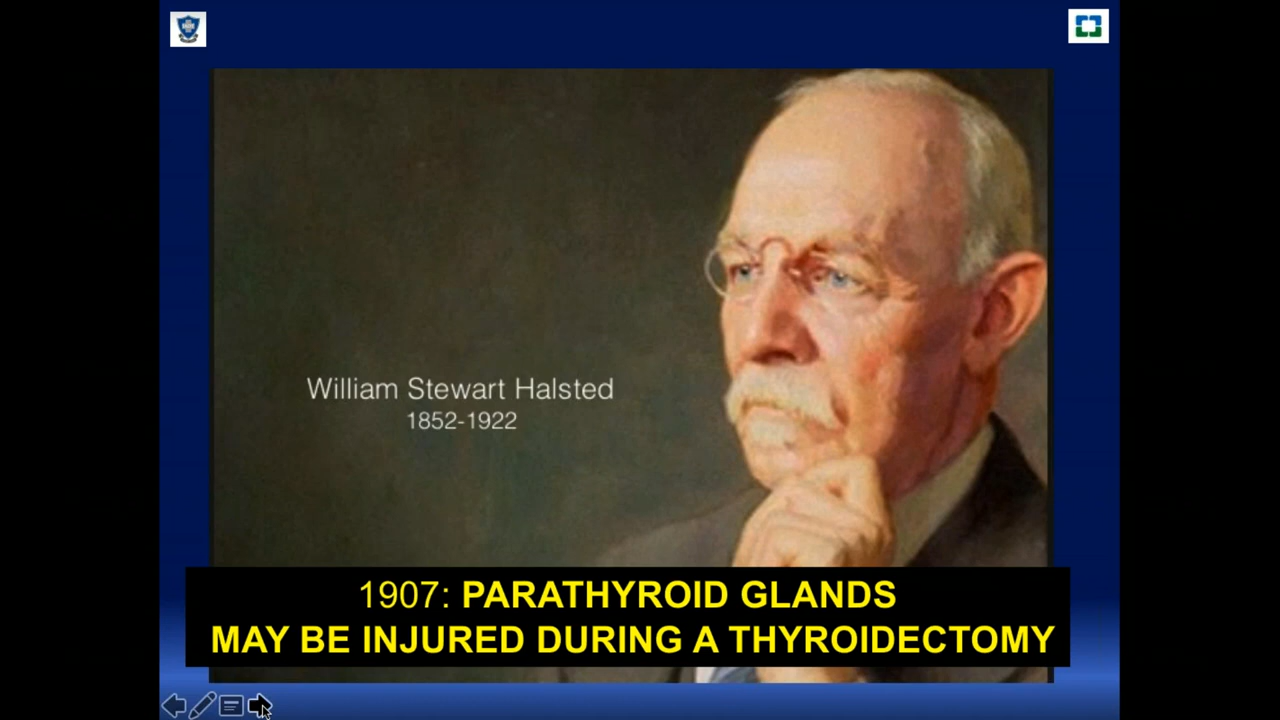 William Stewart Halsted
1852-1922
1907: PARATHYROID GLANDS
MAY BE INJURED DURING A THYROIDECTOMY